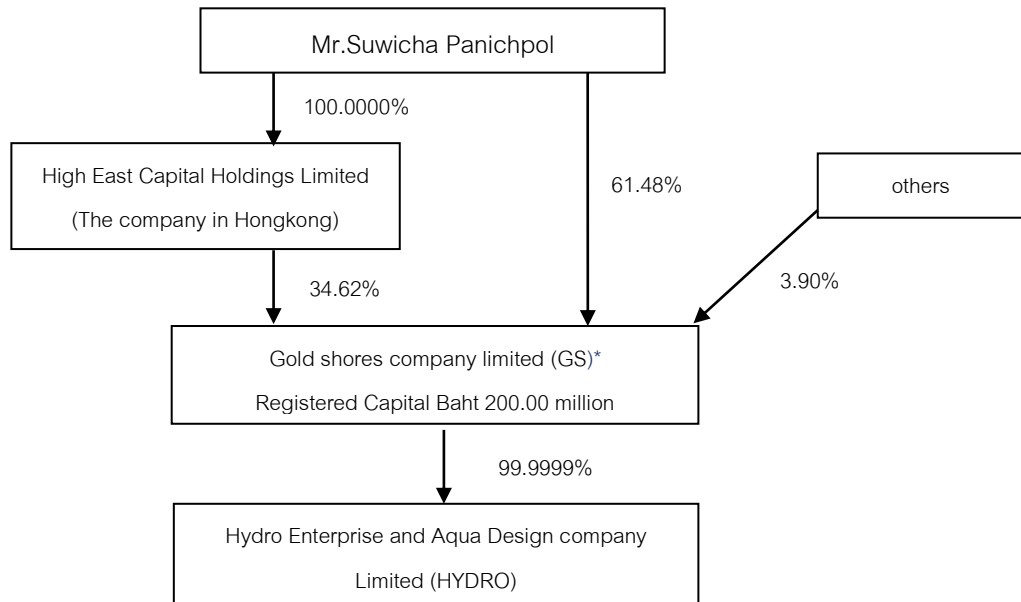 Mr.Suwicha Panichpol
100.0000%
High East Capital Holdings Limited
(The company in Hongkong)
61.48%
others
34.62%
3.90%
Gold shores company limited (GS)*
Registered Capital Baht 200.00 million
99.9999%
Hydro Enterprise and Aqua Design company
Limited (HYDRO)